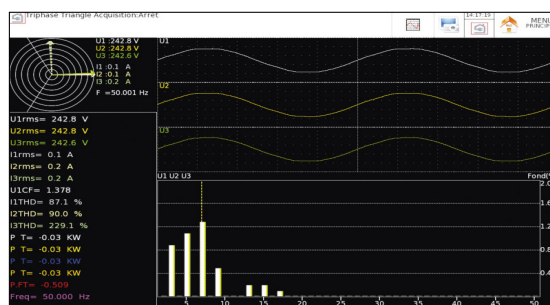 Triphase Triangle Acquisition:Arret
14:17:19
MENU
PRINCIP
U1 :242.8 V
U2 :242.8 V
U3 :242.6 V
I1 :0.1 A
I2 :0.1 A
I3 :0.2 A
F =50.001 Hz
U1
U2
U3
U1rms= 242.8 V
U2rms= 242.8 V
U3rms= 242.6 V
I1rms= 0.1 A
I2rms= 0.2 A
I3rms= 0.2 A
U1CF= 1.378
I1THD= 87.1 %
I2THD= 90.0 %
I3THD= 229.1 %
P T= -0.03 KW
P T= -0.03 KW
P T= -0.03 KW
P T= -0.03 KW
P.FT= -0.509
Freq= 50.000 Hz
U1 U2 U3
Fond(%
2.0
1.6
1.2
0.8
0.4
5 10 15 20 25 30 35 40 45 50